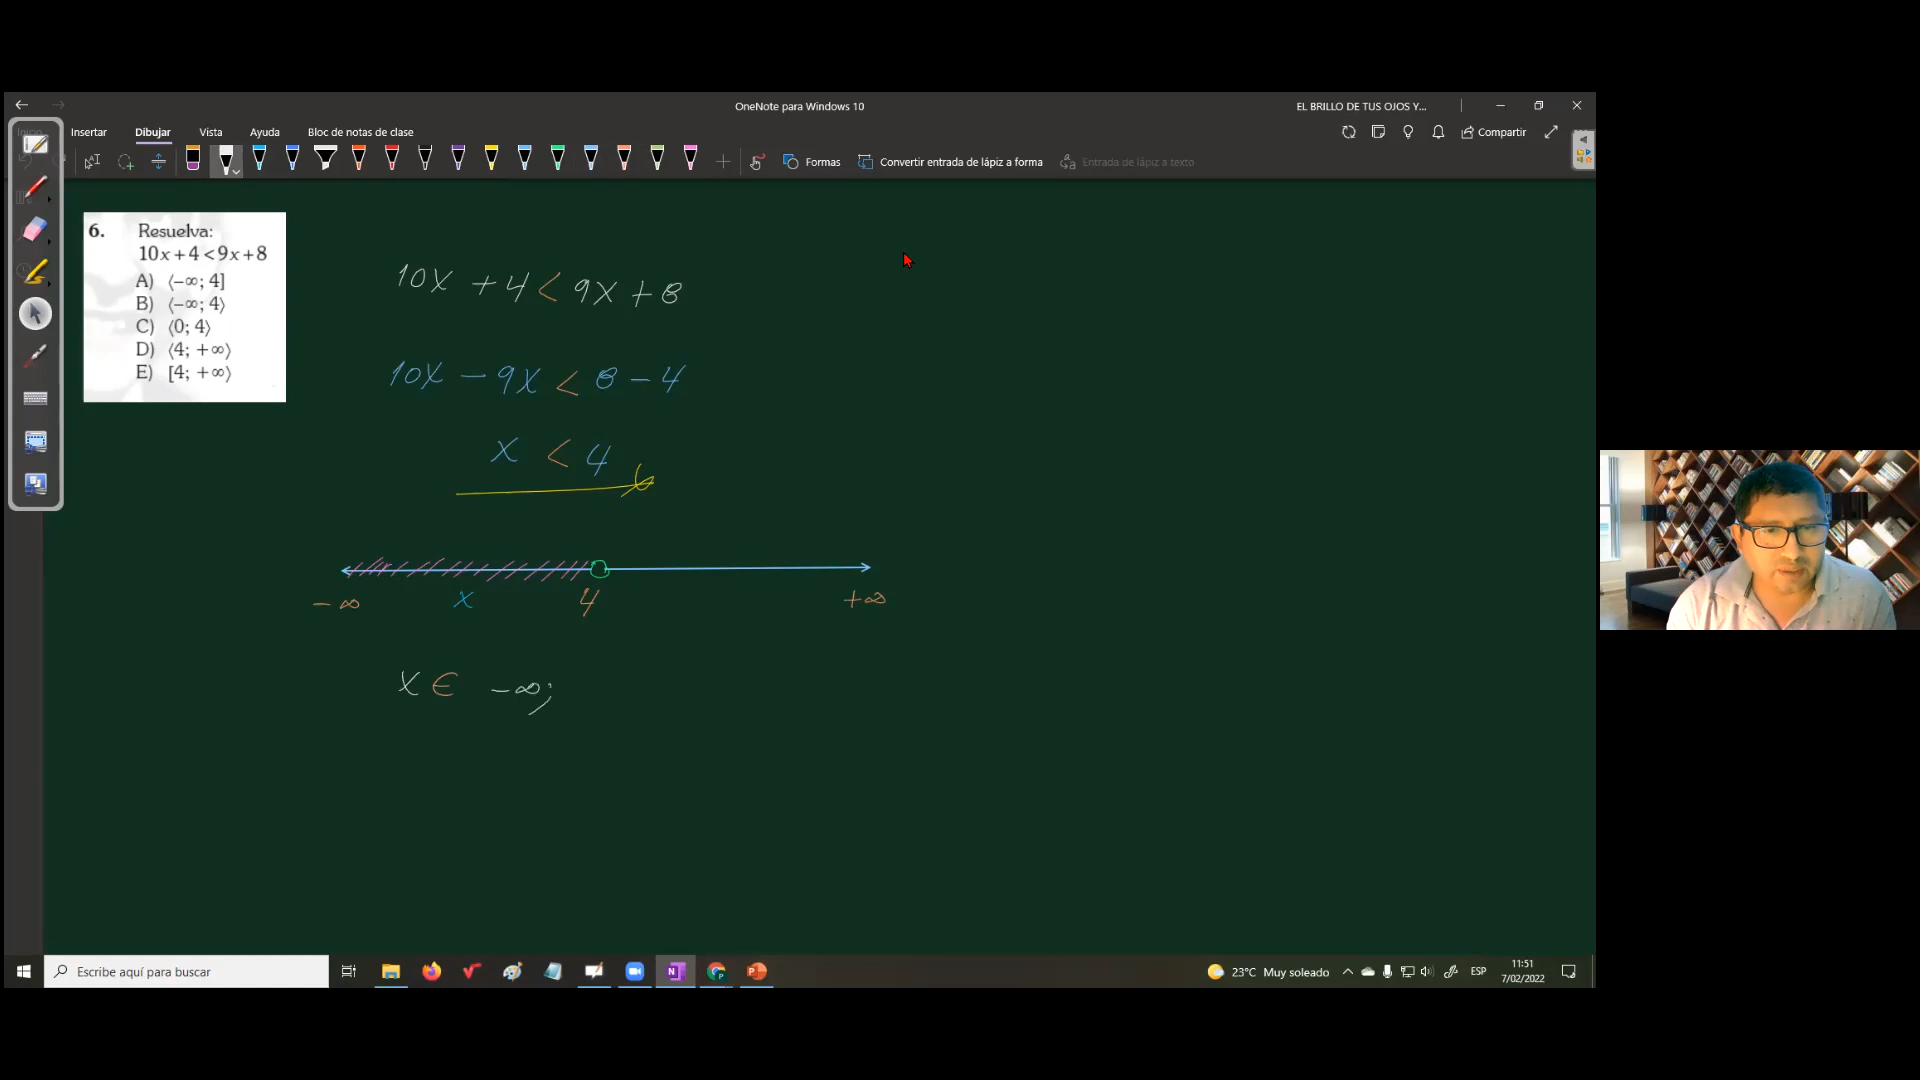 OneNote para Windows 10
EL BRILLO DE TUS OJOS Y...
Insertar Dibujar Vista Ayuda Bloc de notas de clase
Compartir
Formas Convertir entrada de lápiz a forma Entrada de lápiz a texto
6. Resuelva:
10x+4<9x+8
A) ⟨–∞; 4]
B) ⟨–∞; 4⟩
C) ⟨0; 4⟩
D) ⟨4; +∞⟩
E) [4; +∞⟩
10x + 4 < 9x + 8
10x – 9x < 8 – 4
x < 4
–∞ x 4 +∞
x ∈ –∞;
Escribe aquí para buscar
23°C Muy soleado
ESP
11:51
7/02/2022